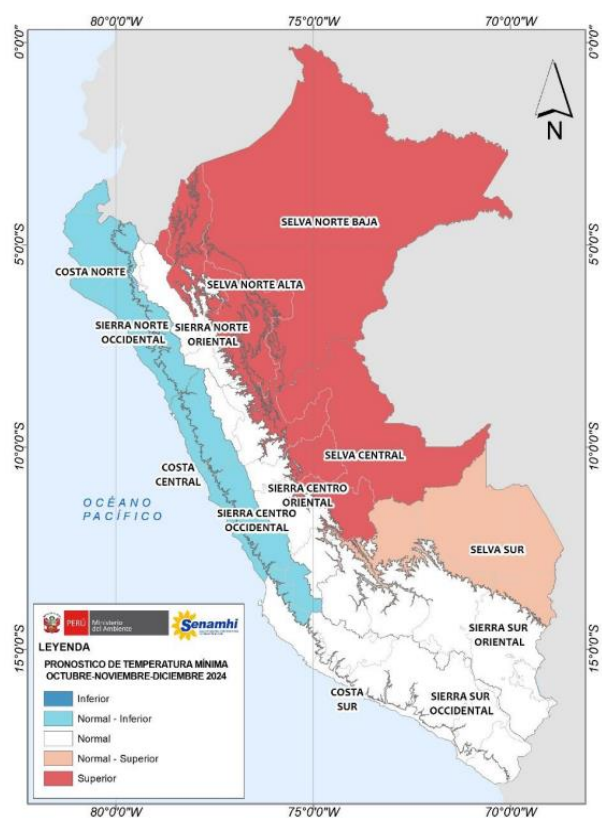 80°0'0"W 75°0'0"W 70°0'0"W
0°0'0"
0°0'0"
N
SELVA NORTE BAJA
5°0'0"S
5°0'0"S
COSTA NORTE
SELVA NORTE ALTA
SIERRA NORTE
OCCIDENTAL
SIERRA NORTE
ORIENTAL
10°0'0"S
10°0'0"S
SELVA CENTRAL
COSTA
CENTRAL
SIERRA CENTRO
ORIENTAL
OCÉANO
PACÍFICO
SIERRA CENTRO
OCCIDENTAL
SELVA SUR
SIERRA SUR
ORIENTAL
15°0'0"S
15°0'0"S
COSTA
SUR
SIERRA SUR
OCCIDENTAL
PERÚ Ministerio
del Ambiente
Senamhi
LEYENDA
PRONOSTICO DE TEMPERATURA MÍNIMA
OCTUBRE-NOVIEMBRE-DICIEMBRE 2024
Inferior
Normal - Inferior
Normal
Normal - Superior
Superior
80°0'0"W 75°0'0"W 70°0'0"W